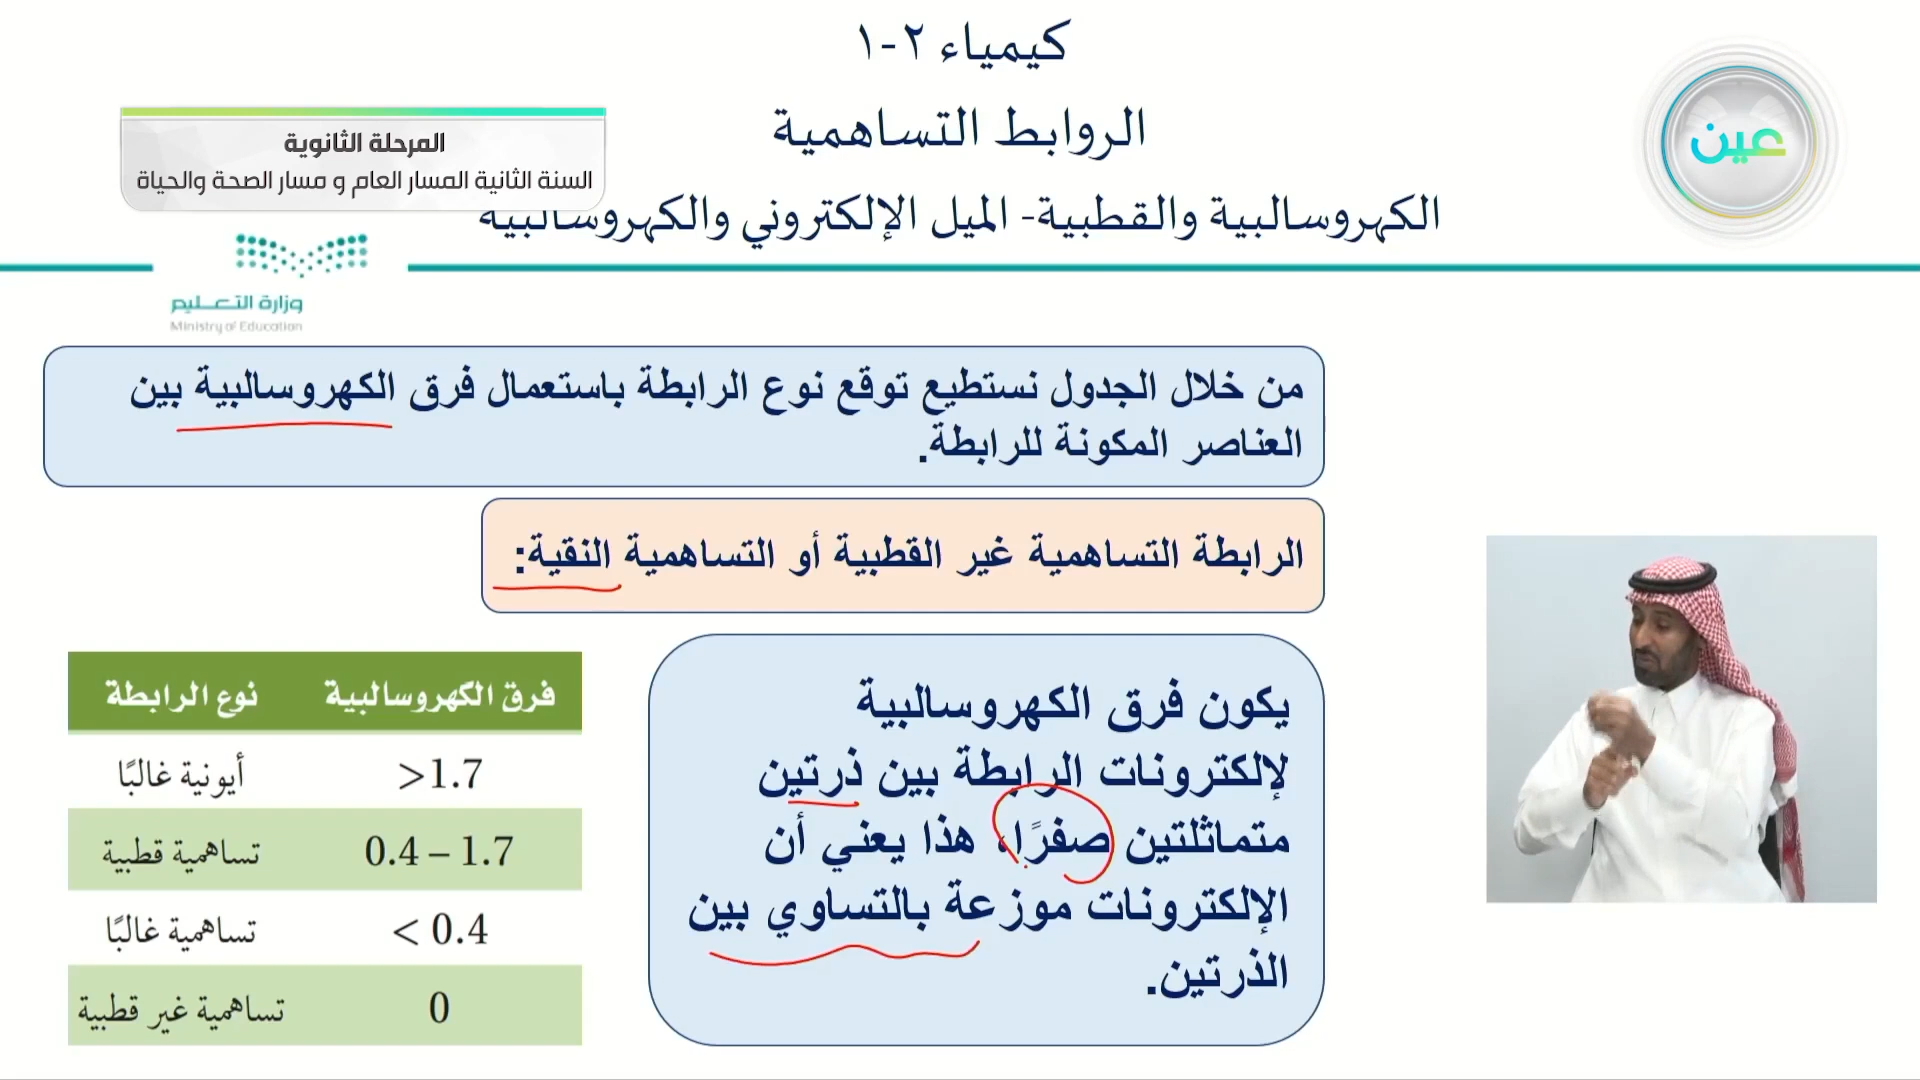 كيمياء ٢-١
الروابط التساهمية
الكهروسالبية والقطبية- الميل الإلكتروني والكهروسالبية
المرحلة الثانوية
السنة الثانية المسار العام و مسار الصحة والحياة
عين
وزارة التعليم
Ministry of Education
من خلال الجدول نستطيع توقع نوع الرابطة باستعمال فرق الكهروسالبية بين
العناصر المكونة للرابطة.
الرابطة التساهمية غير القطبية أو التساهمية النقية:
يكون فرق الكهروسالبية
لإلكترونات الرابطة بين ذرتين
متماثلتين صفرًا، هذا يعني أن
الإلكترونات موزعة بالتساوي بين
الذرتين.
فرق الكهروسالبية نوع الرابطة
>1.7 أيونية غالبًا
0.4 – 1.7 تساهمية قطبية
< 0.4 تساهمية غالبًا
0 تساهمية غير قطبية